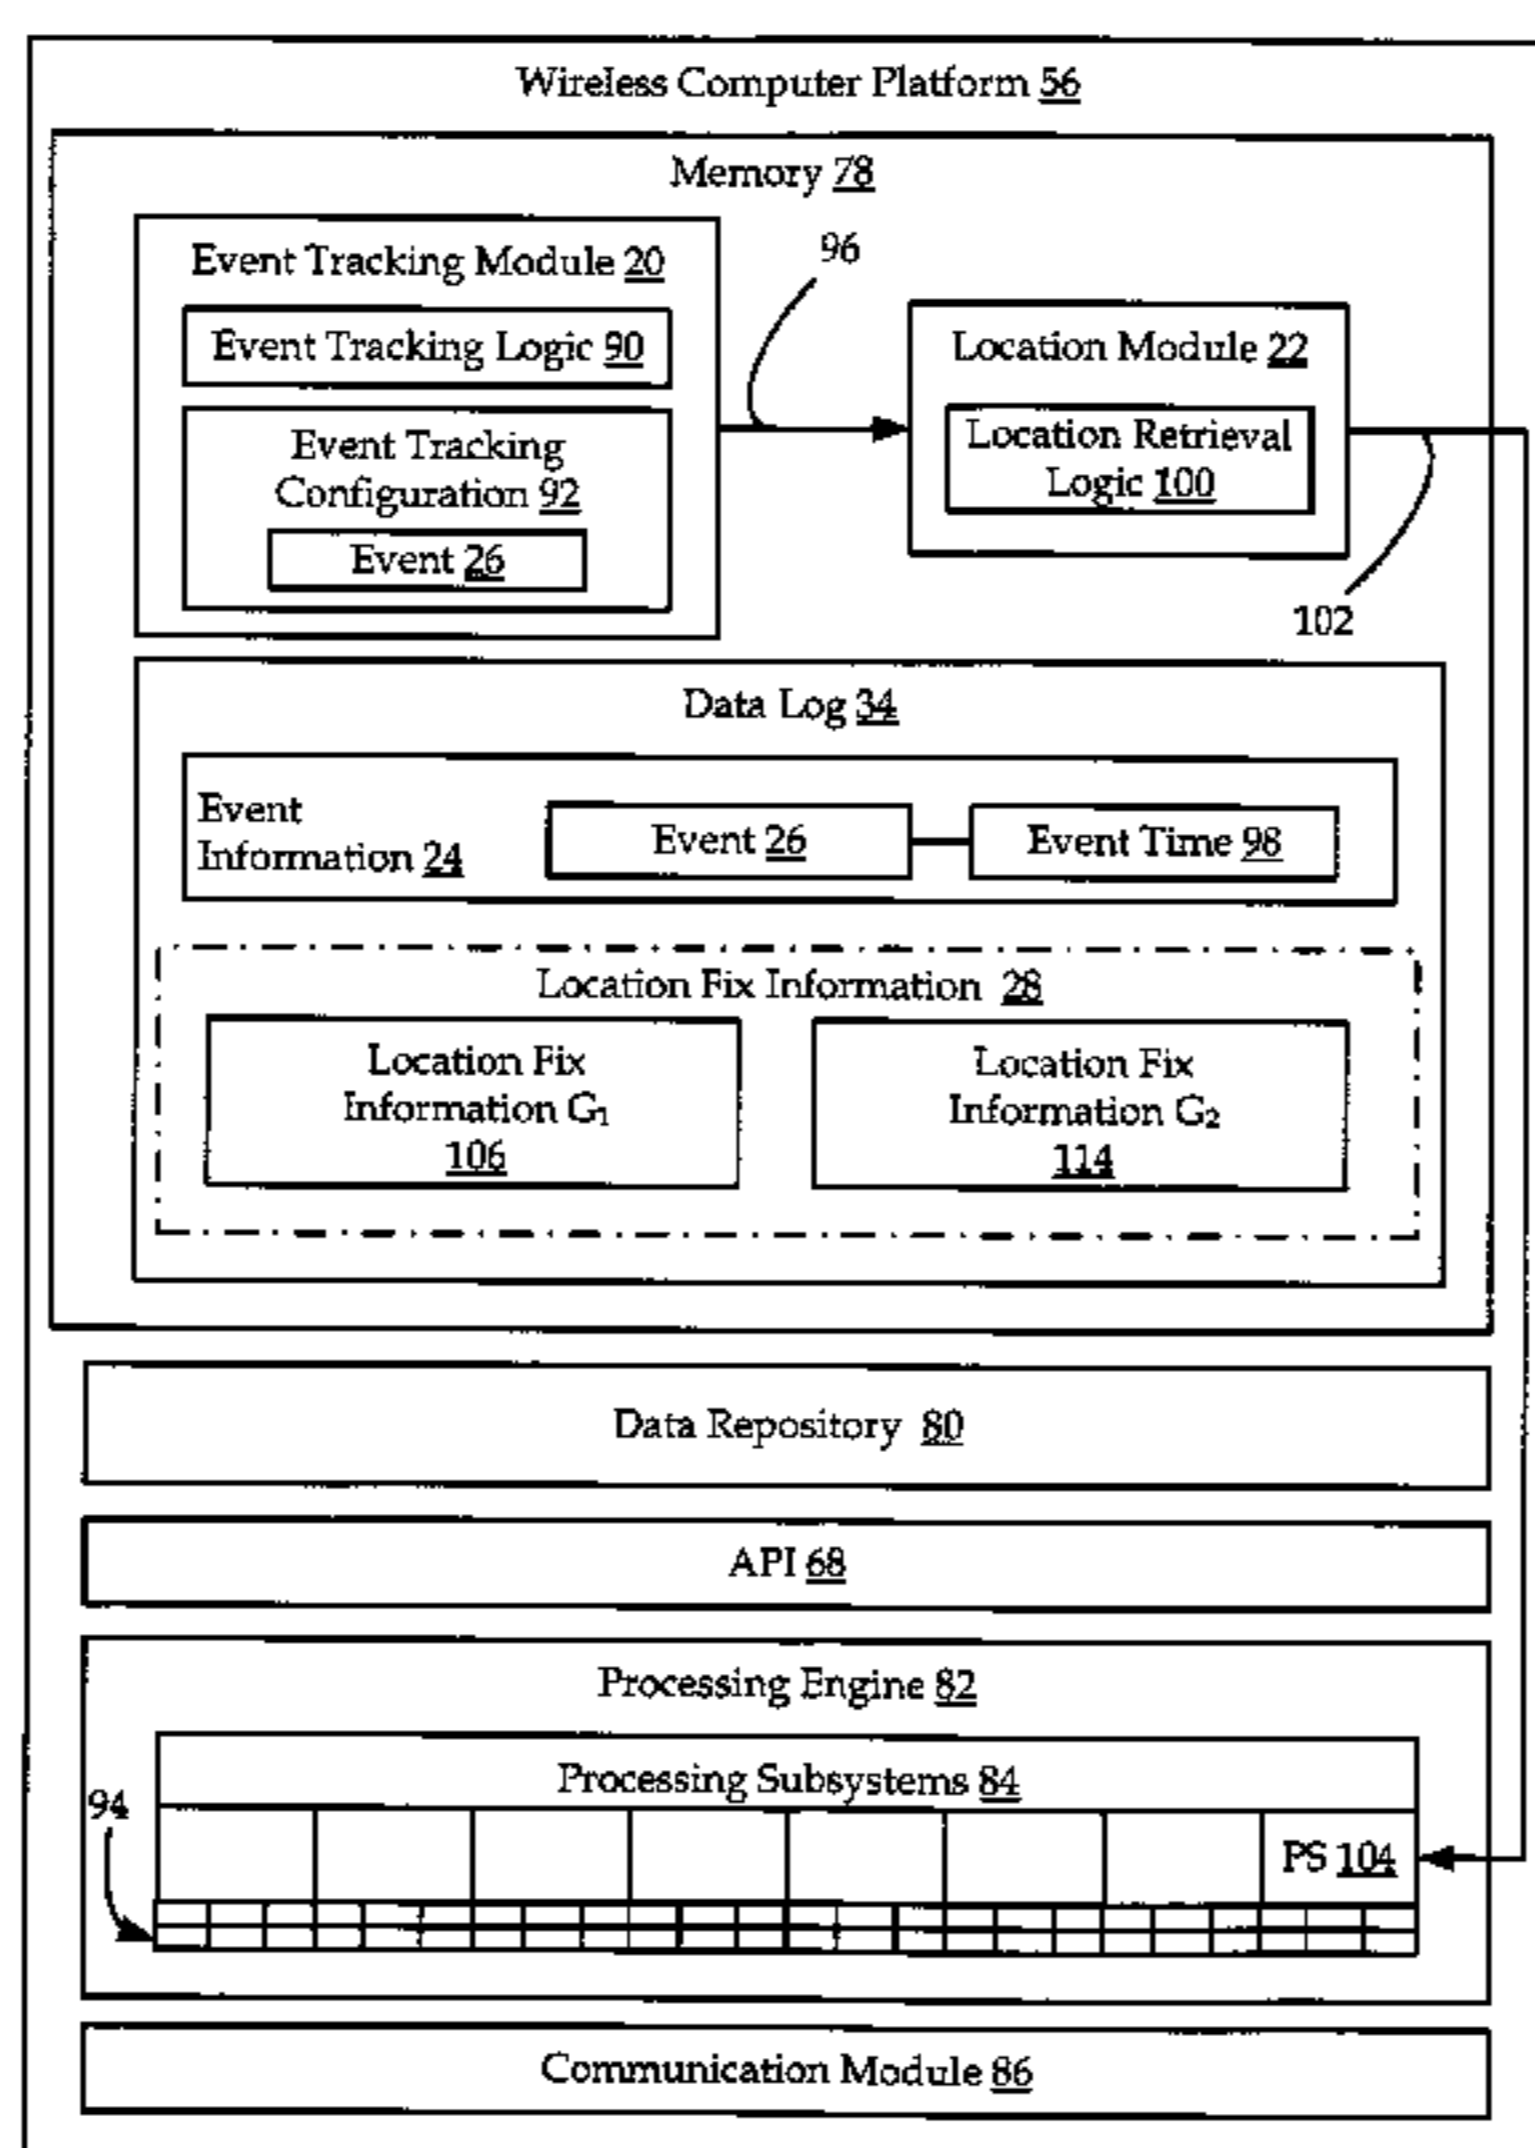 Wireless Computer Platform 56
Memory 78
Event Tracking Module 20
Event Tracking Logic 90
Event Tracking
Configuration 92
Event 26
96
Location Module 22
Location Retrieval
Logic 100
102
Data Log 34
Event
Information 24
Event 26
Event Time 98
Location Fix Information 28
Location Fix
Information G₁
106
Location Fix
Information G₂
114
Data Repository 80
API 68
Processing Engine 82
Processing Subsystems 84
94
PS 104
Communication Module 86